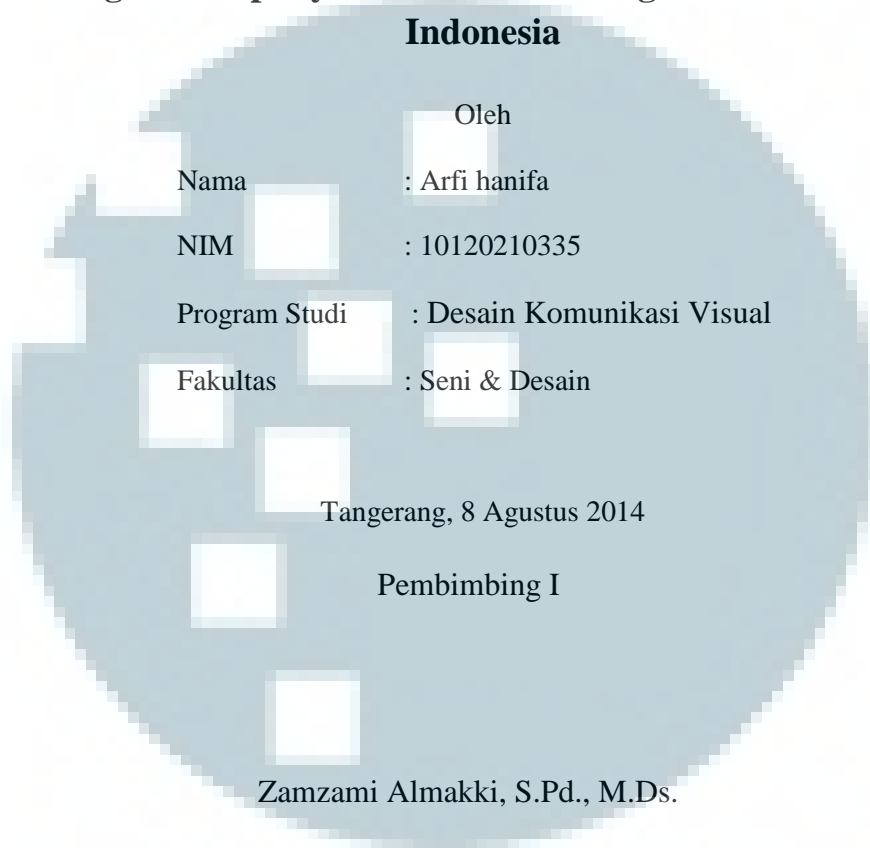 Indonesia
Oleh
Nama : Arfi hanifa
NIM : 10120210335
Program Studi : Desain Komunikasi Visual
Fakultas : Seni & Desain
Tangerang, 8 Agustus 2014
Pembimbing I
Zamzami Almakki, S.Pd., M.Ds.